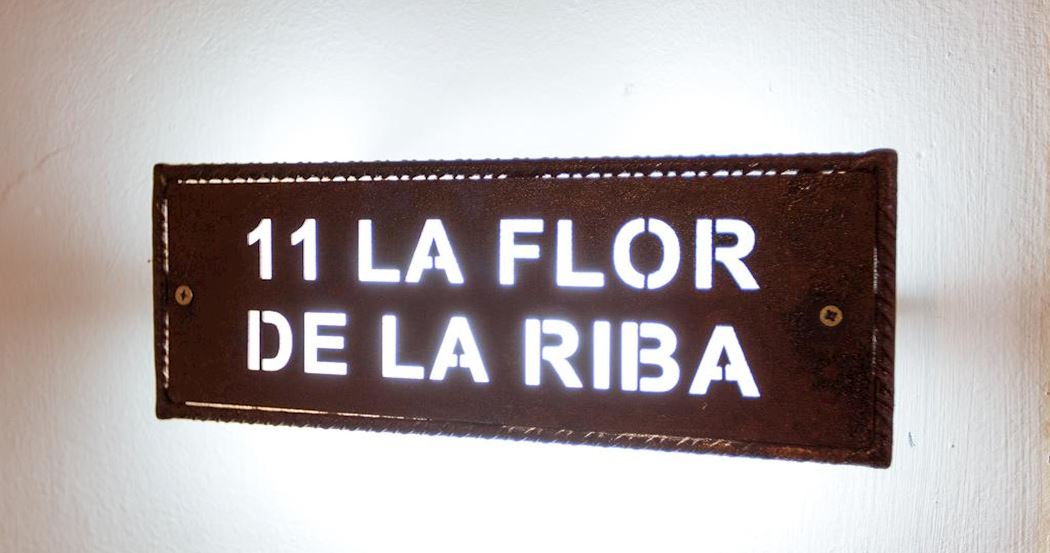 11 LA FLOR
DE LA RIBA